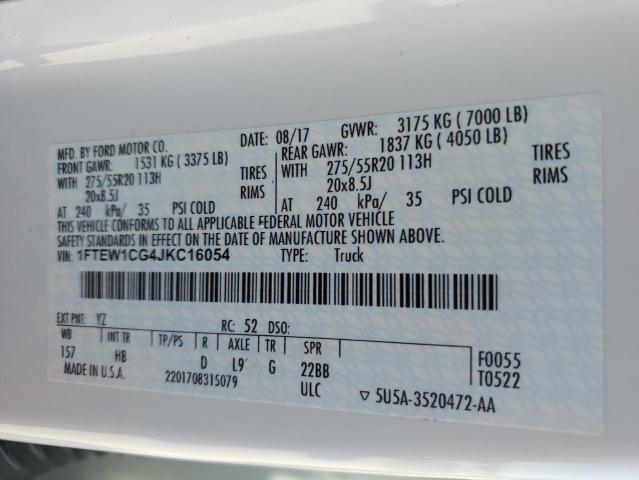 MFD. BY FORD MOTOR CO. DATE: 08/17 GVWR: 3175 KG ( 7000 LB)
FRONT GAWR: 1531 KG ( 3375 LB) REAR GAWR: 1837 KG ( 4050 LB)
WITH 275/55R20 113H TIRES WITH 275/55R20 113H TIRES
20x8.5J RIMS 20x8.5J RIMS
AT 240 kPa/ 35 PSI COLD AT 240 kPa/ 35 PSI COLD
THIS VEHICLE CONFORMS TO ALL APPLICABLE FEDERAL MOTOR VEHICLE
SAFETY STANDARDS IN EFFECT ON THE DATE OF MANUFACTURE SHOWN ABOVE.
VIN: 1FTEW1CG4JKC16054 TYPE: Truck
EXT PNT: YZ RC: 52 DSO:
WB INT TR TP/PS R AXLE TR SPR
157 HB D L9 G 22BB F0055
MADE IN U.S.A. 2201708315079 ULC T0522
▽ 5U5A-3520472-AA